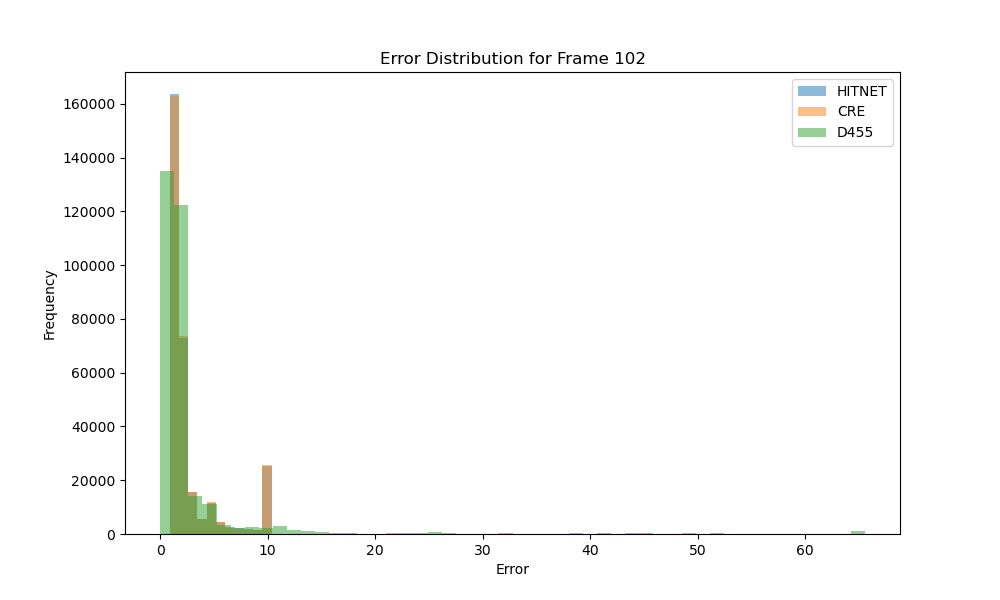 Error Distribution for Frame 102
HITNET
CRE
D455
160000
140000
120000
100000
80000
60000
40000
20000
0
Frequency
0 10 20 30 40 50 60
Error